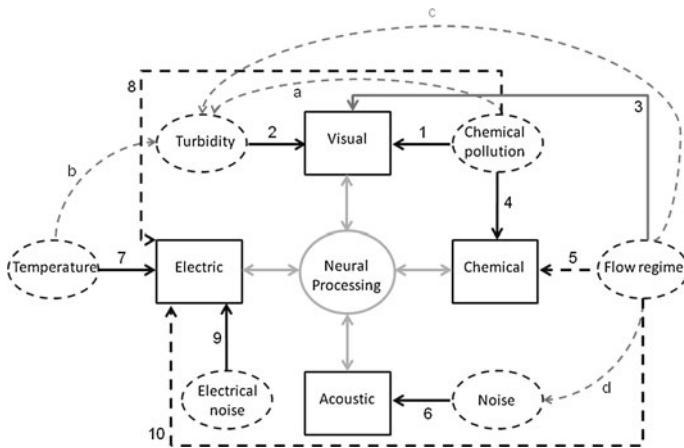 c
8
a
3
Turbidity
2
Visual
1
Chemical
pollution
b
4
Temperature
7
Electric
Neural
Processing
Chemical
5
Flow regime
9
Electrical
noise
Acoustic
6
Noise
d
10